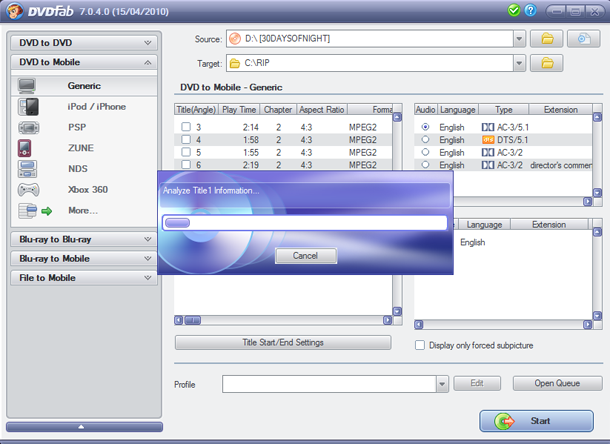 DVDFab 7.0.4.0 (15/04/2010)
DVD to DVD
DVD to Mobile
Generic
iPod / iPhone
PSP
ZUNE
NDS
Xbox 360
More...
Blu-ray to Blu-ray
Blu-ray to Mobile
File to Mobile
Source: D:\ [30DAYSOFNIGHT]
Target: C:\RIP
DVD to Mobile - Generic
Title(Angle) Play Time Chapter Aspect Ratio Forma
3 2:14 2 4:3 MPEG2
4 1:58 2 4:3 MPEG2
5 1:55 2 4:3 MPEG2
6 2:19 2 4:3 MPEG2
Audio Language Type Extension
English AC-3/5.1
English DTS/5.1
English AC-3/2
English AC-3/2 director's commen
Analyze Title1 Information...
Cancel
Language Extension
English
Title Start/End Settings
Display only forced subpicture
Profile
Edit
Open Queue
Start